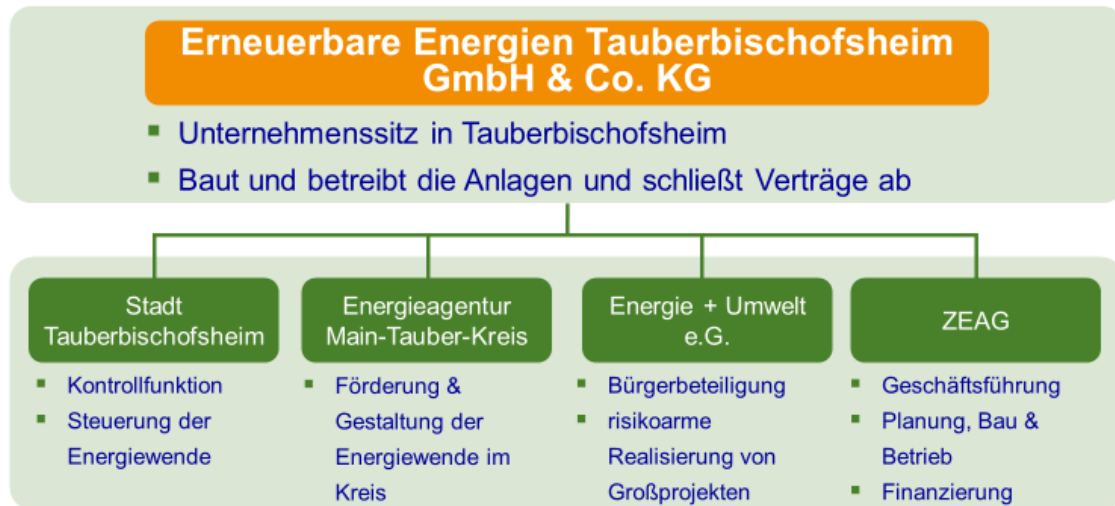 Erneuerbare Energien Tauberbischofsheim
GmbH & Co. KG
▪ Unternehmenssitz in Tauberbischofsheim
▪ Baut und betreibt die Anlagen und schließt Verträge ab
Stadt
Tauberbischofsheim
▪ Kontrollfunktion
▪ Steuerung der
Energiewende
Energieagentur
Main-Tauber-Kreis
▪ Förderung &
Gestaltung der
Energiewende im
Kreis
Energie + Umwelt
e.G.
▪ Bürgerbeteiligung
▪ risikoarme
Realisierung von
Großprojekten
ZEAG
▪ Geschäftsführung
▪ Planung, Bau &
Betrieb
▪ Finanzierung